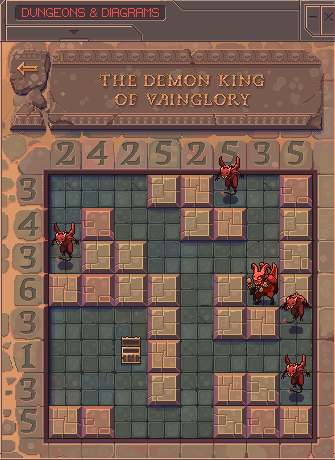 DUNGEONS & DIAGRAMS
THE DEMON KING
OF VAINGLORY
2 4 2 5 2 5 3 5
3
4
3
6
3
1
3
5